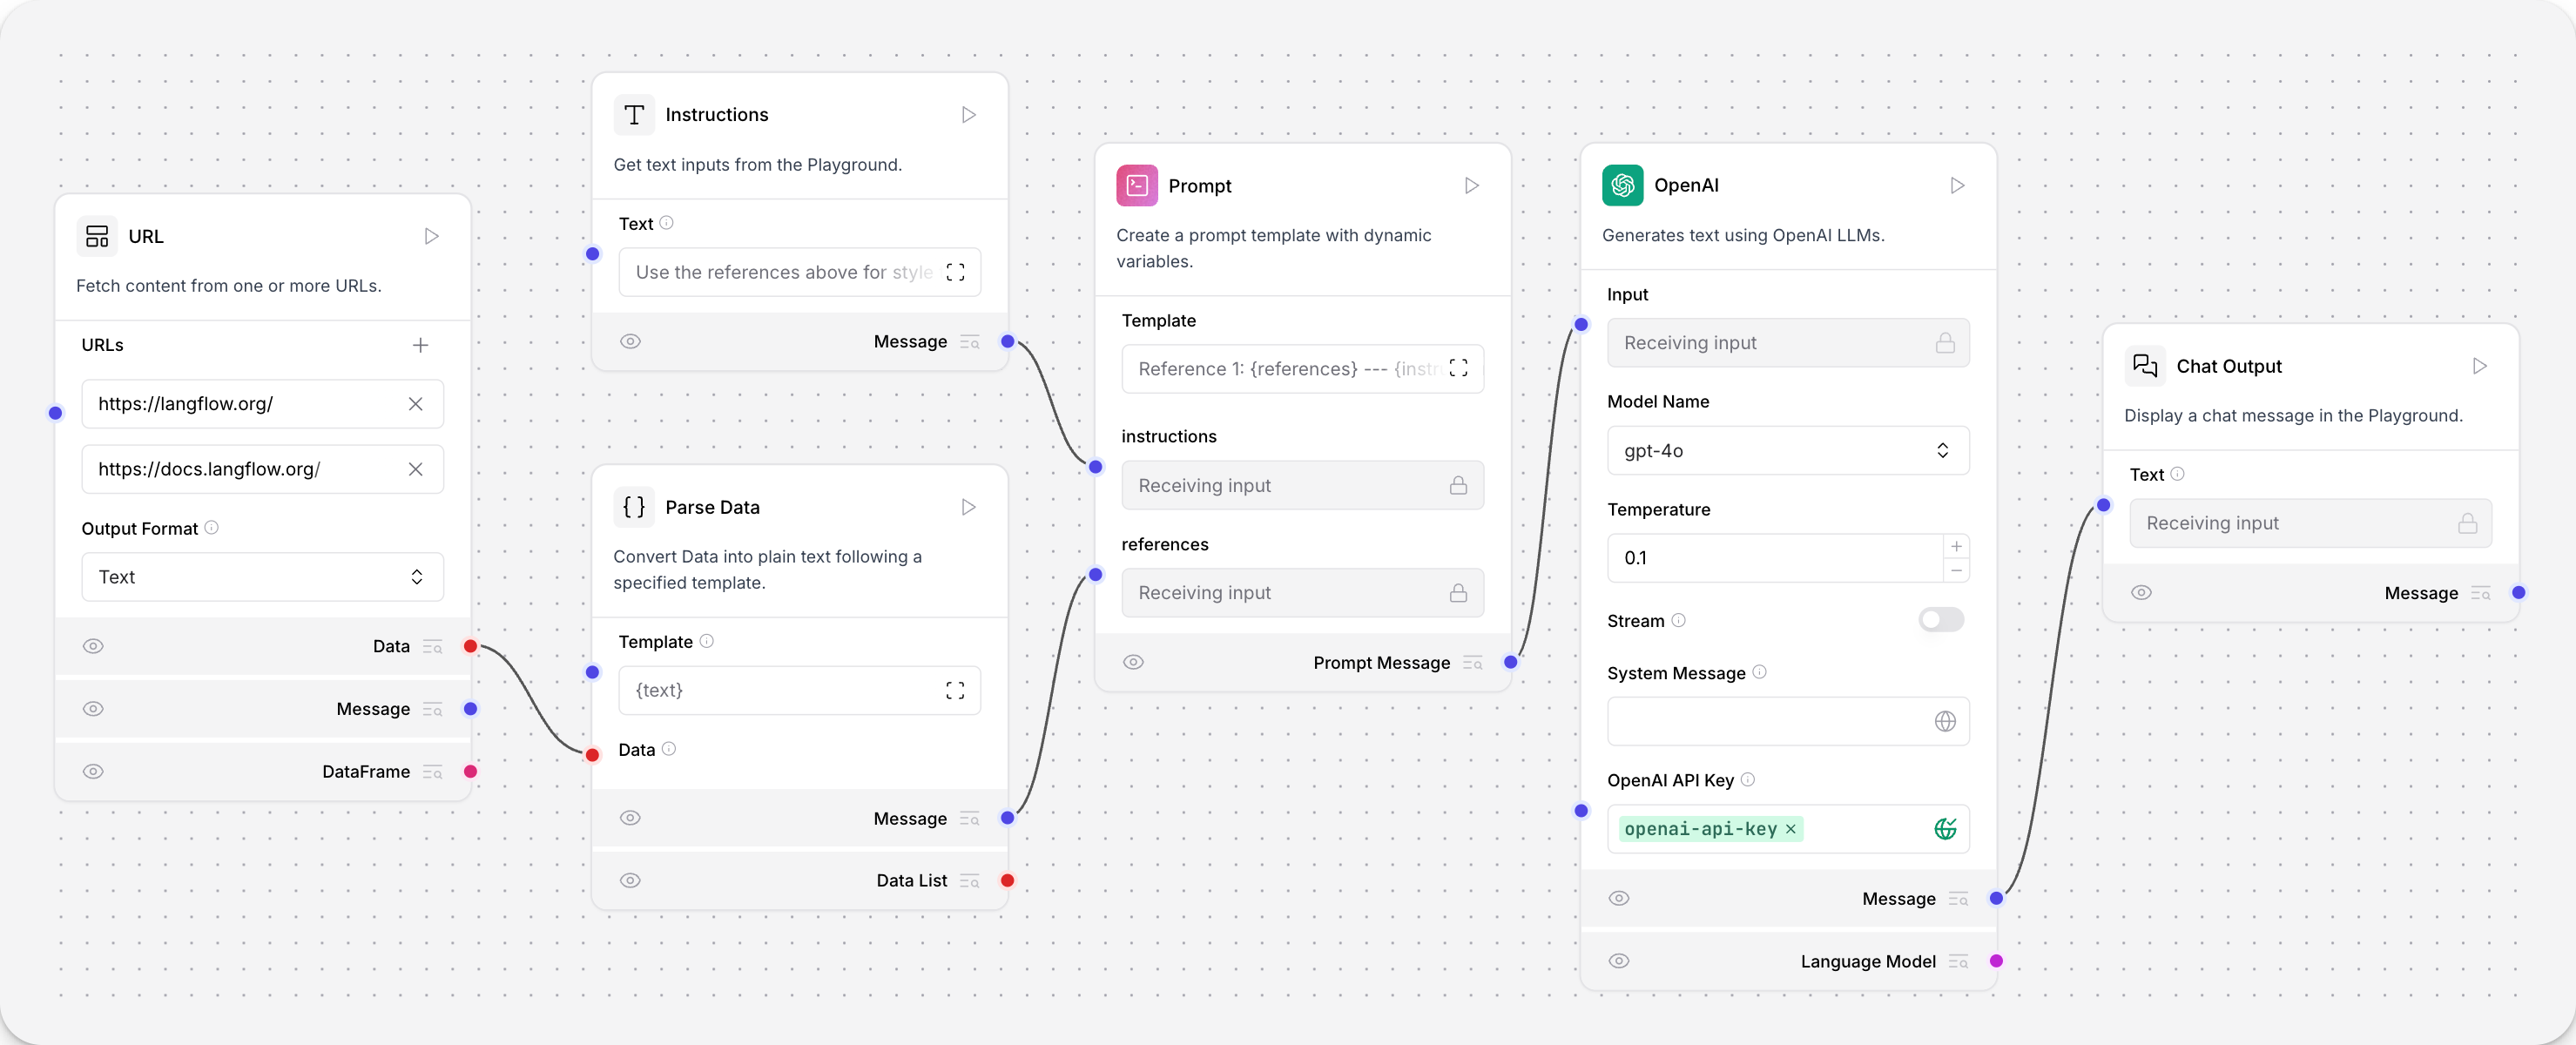 URL
Fetch content from one or more URLs.
URLs
https://langflow.org/
https://docs.langflow.org/
Output Format
Text
Data
Message
DataFrame
Instructions
Get text inputs from the Playground.
Text
Use the references above for style
Message
Parse Data
Convert Data into plain text following a
specified template.
Template
{text}
Data
Message
Data List
Prompt
Create a prompt template with dynamic
variables.
Template
Reference 1: {references} --- {instr
instructions
Receiving input
references
Receiving input
Prompt Message
OpenAI
Generates text using OpenAI LLMs.
Input
Receiving input
Model Name
gpt-4o
Temperature
0.1
Stream
System Message
OpenAI API Key
openai-api-key
Message
Language Model
Chat Output
Display a chat message in the Playground.
Text
Receiving input
Message